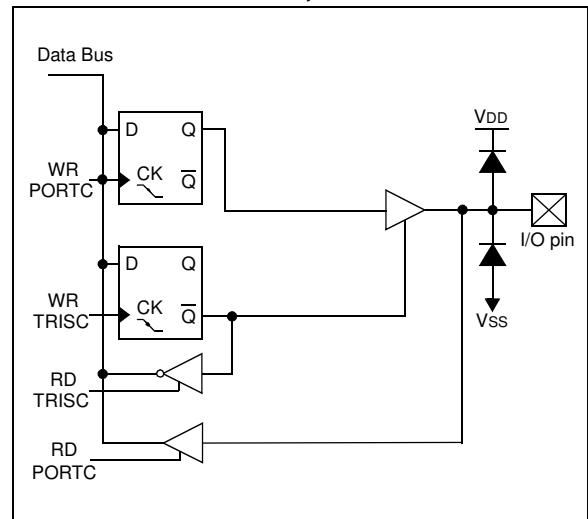 Data Bus
D Q
VDD
WR
PORTC
CK Q̅
I/O pin
D Q
WR
TRISC
CK Q̅
VSS
RD
TRISC
RD
PORTC